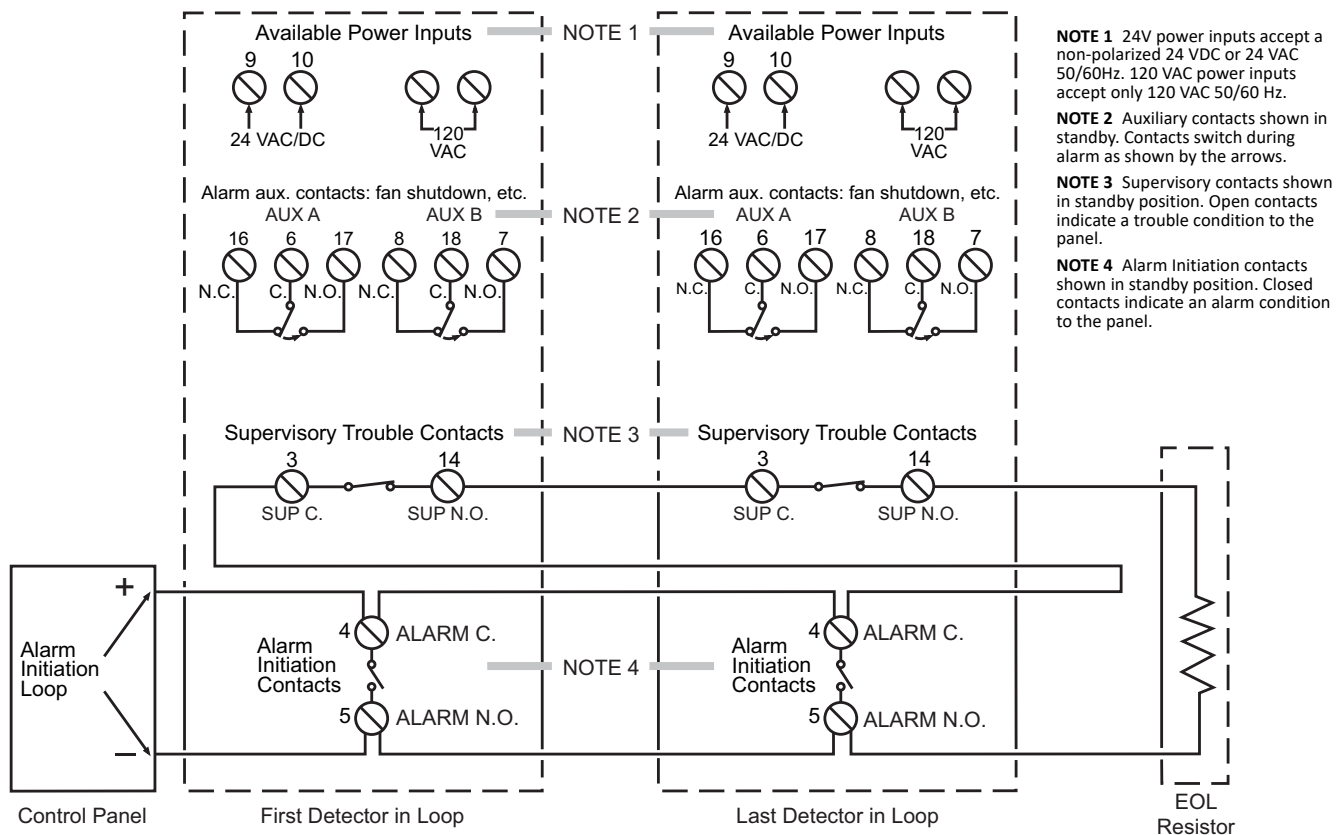 Available Power Inputs
NOTE 1
Available Power Inputs
9 10
24 VAC/DC
120
VAC
9 10
24 VAC/DC
120
VAC
Alarm aux. contacts: fan shutdown, etc.
AUX A AUX B
NOTE 2
Alarm aux. contacts: fan shutdown, etc.
AUX A AUX B
16 6 17 8 18 7
N.C. C. N.O. N.C. C. N.O.
16 6 17 8 18 7
N.C. C. N.O. N.C. C. N.O.
NOTE 1 24V power inputs accept a
non-polarized 24 VDC or 24 VAC
50/60Hz. 120 VAC power inputs
accept only 120 VAC 50/60 Hz.
NOTE 2 Auxiliary contacts shown in
standby. Contacts switch during
alarm as shown by the arrows.
NOTE 3 Supervisory contacts shown
in standby position. Open contacts
indicate a trouble condition to the
panel.
NOTE 4 Alarm Initiation contacts
shown in standby position. Closed
contacts indicate an alarm condition
to the panel.
Supervisory Trouble Contacts
NOTE 3
Supervisory Trouble Contacts
3 14
SUP C. SUP N.O.
3 14
SUP C. SUP N.O.
+
Alarm
Initiation
Loop
–
4 ALARM C.
Alarm
Initiation
Contacts
5 ALARM N.O.
NOTE 4
4 ALARM C.
Alarm
Initiation
Contacts
5 ALARM N.O.
Control Panel
First Detector in Loop
Last Detector in Loop
EOL
Resistor